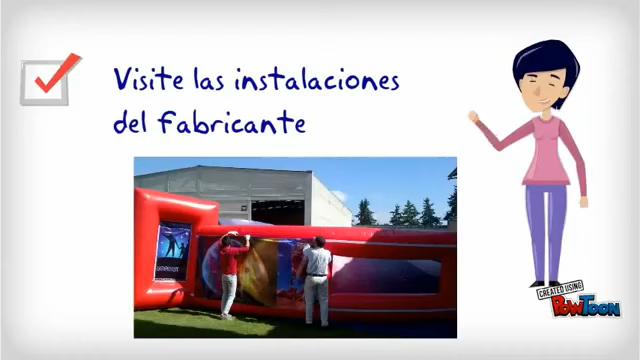 Visite las instalaciones
del Fabricante
CREATED USING
POWTOON